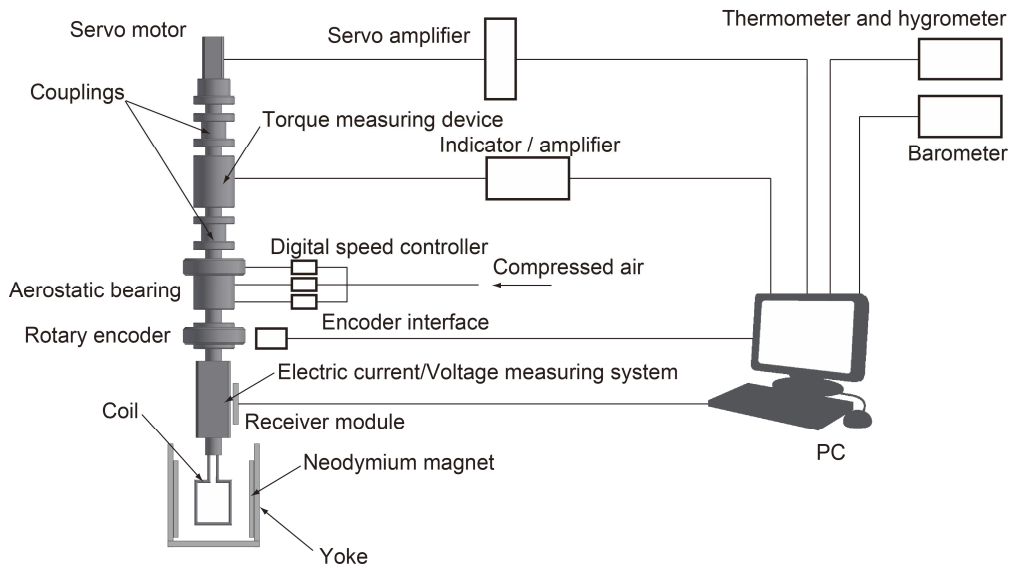 Thermometer and hygrometer
Servo motor
Servo amplifier
Couplings
Torque measuring device
Indicator / amplifier
Barometer
Digital speed controller
Compressed air
Aerostatic bearing
Encoder interface
Rotary encoder
Electric current/Voltage measuring system
Coil
Receiver module
PC
Neodymium magnet
Yoke